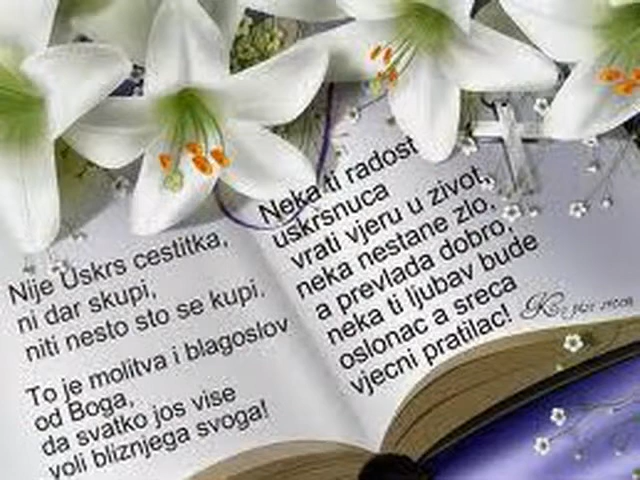 Nije Uskrs cestitka,
ni dar skupi,
niti nesto sto se kupi.
To je molitva i blagoslov
od Boga,
da svatko jos vise
voli bliznjega svoga!
Neka ti radost
uskrsnuca
vrati vjeru u zivot,
neka nestane zlo,
a prevlada dobro,
neka ti ljubav bude
oslonac a sreca
vjecni pratilac!